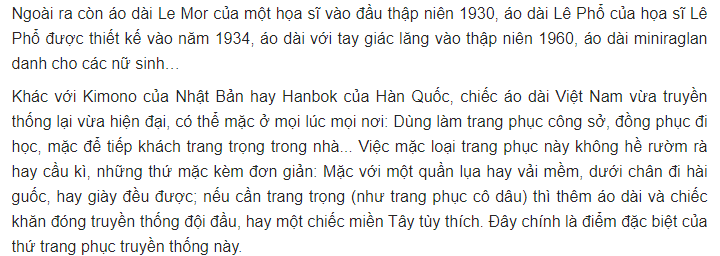 Ngoài ra còn áo dài Le Mor của một họa sĩ vào đầu thập niên 1930, áo dài Lê Phổ của họa sĩ Lê
Phổ được thiết kế vào năm 1934, áo dài với tay giác lăng vào thập niên 1960, áo dài miniraglan
danh cho các nữ sinh…
Khác với Kimono của Nhật Bản hay Hanbok của Hàn Quốc, chiếc áo dài Việt Nam vừa truyền
thống lại vừa hiện đại, có thể mặc ở mọi lúc mọi nơi: Dùng làm trang phục công sở, đồng phục đi
học, mặc để tiếp khách trang trọng trong nhà... Việc mặc loại trang phục này không hề rườm rà
hay cầu kì, những thứ mặc kèm đơn giản: Mặc với một quần lụa hay vải mềm, dưới chân đi hài
guốc, hay giày đều được; nếu cần trang trọng (như trang phục cô dâu) thì thêm áo dài và chiếc
khăn đóng truyền thống đội đầu, hay một chiếc miền Tây tùy thích. Đây chính là điểm đặc biệt của
thứ trang phục truyền thống này.